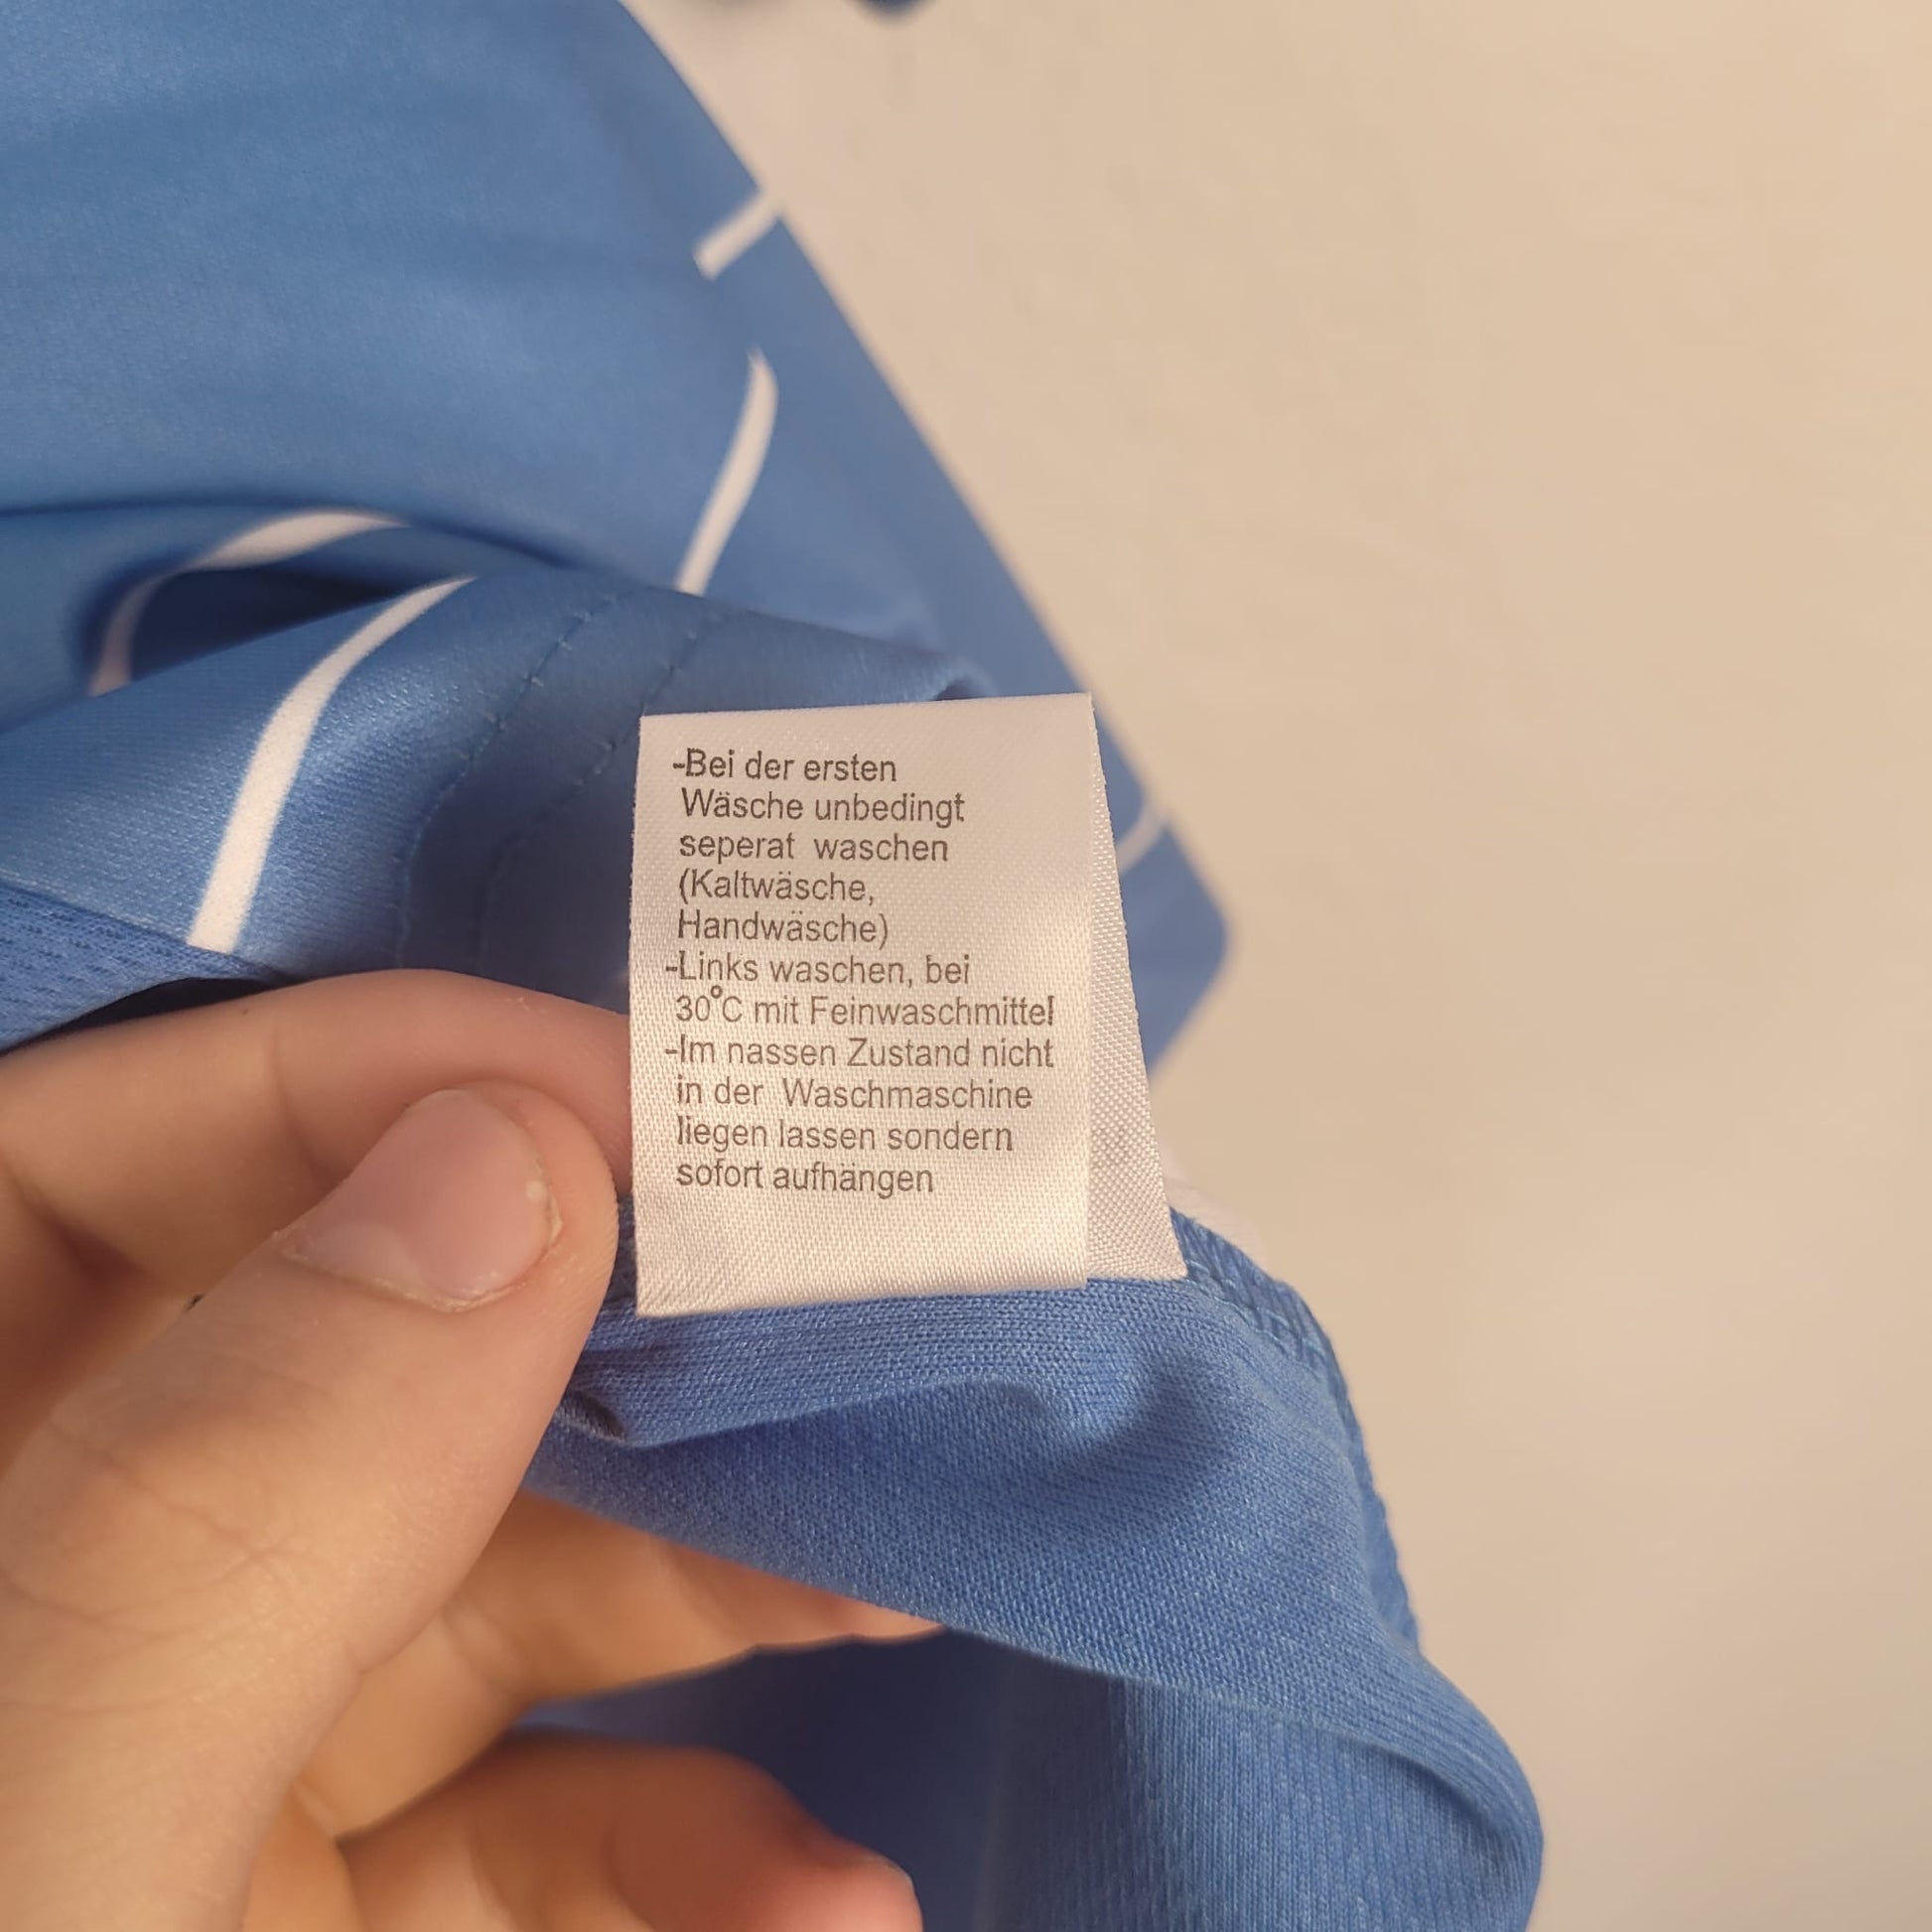 -Bei der ersten
Wäsche unbedingt
seperat waschen
(Kaltwäsche,
Handwäsche)
-Links waschen, bei
30°C mit Feinwaschmittel
-Im nassen Zustand nicht
in der Waschmaschine
liegen lassen sondern
sofort aufhängen